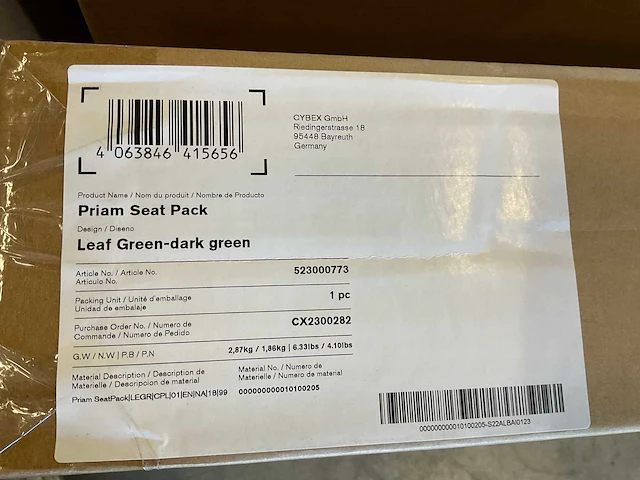 4 063846 415656
CYBEX GmbH
Riedingerstrasse 18
95448 Bayreuth
Germany
Product Name / Nom du produit / Nombre de Producto
Priam Seat Pack
Design / Diseno
Leaf Green-dark green
Article No. / Article No.
Articulo No.
523000773
Packing Unit / Unité d'emballage
Unidad de embalaje
1 pc
Purchase Order No. / Numero de
Commande / Numero de Pedido
CX2300282
G.W / N.W | P.B / P.N
2,87kg / 1,86kg | 6.33lbs / 4.10lbs
Material Description / Description de
Materielle / Descripcion de material
Priam SeatPack|LEGR|CPL|01|EN|NA|18|99
Material No. / Numero de
Materielle / Numero de material
000000000010100205
000000000010100205-S22ALBAI0123